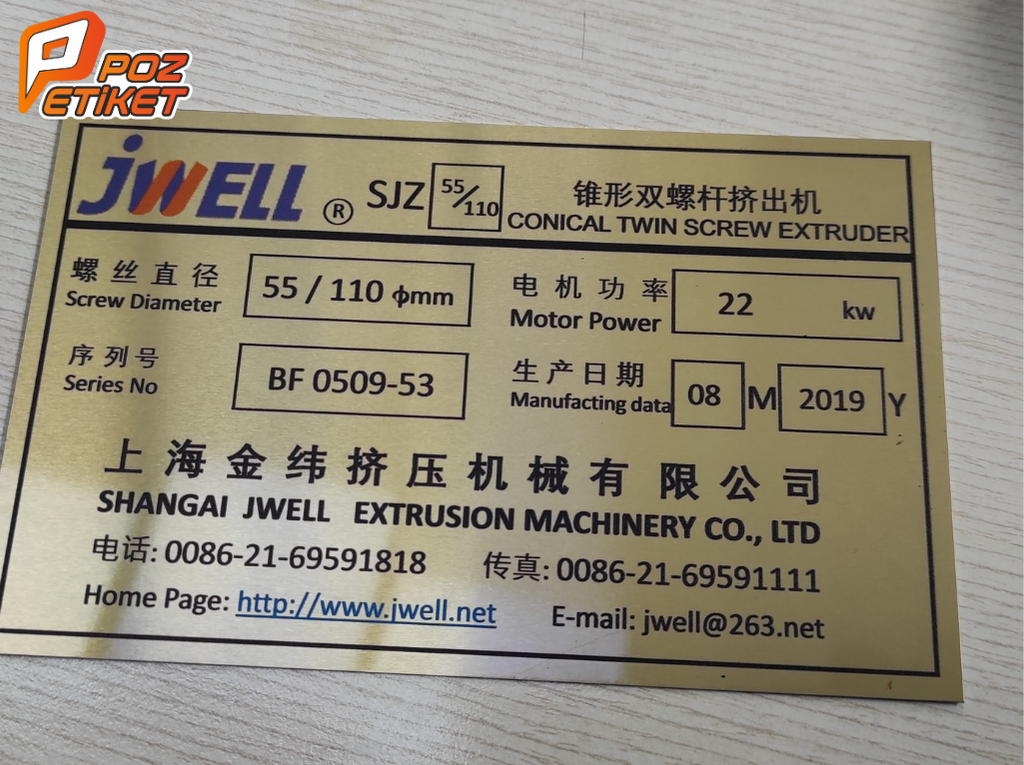 POZ
ETİKET
JWELL ® SJZ 55/110 锥形双螺杆挤出机
CONICAL TWIN SCREW EXTRUDER
螺丝直径 55 / 110 ɸmm 电机功率 22 kw
Screw Diameter Motor Power
序列号 BF 0509-53 生产日期 08 M 2019 Y
Series No Manufacting data
上海金纬挤压机械有限公司
SHANGAI JWELL EXTRUSION MACHINERY CO., LTD
电话: 0086-21-69591818 传真: 0086-21-69591111
Home Page: http://www.jwell.net E-mail: jwell@263.net